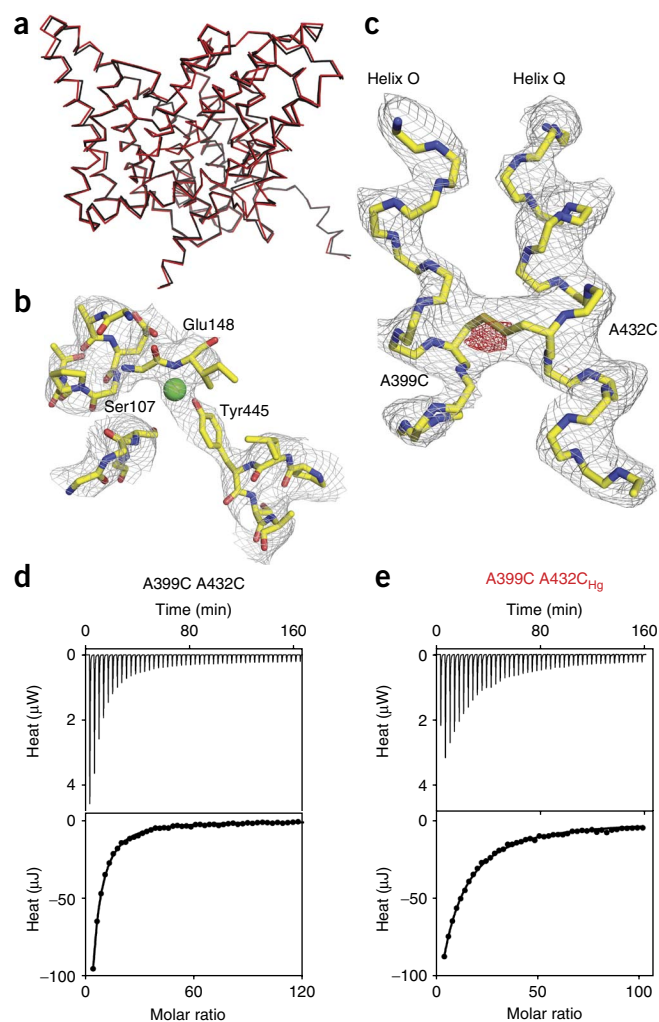 a
c
Helix O
Helix Q
b
Glu148
Ser107
Tyr445
A399C
A432C
d
A399C A432C
Time (min)
0 80 160
Heat (μW)
0
2
4
Heat (μJ)
0
−50
−100
0 60 120
Molar ratio
e
A399C A432CHg
Time (min)
0 80 160
Heat (μW)
0
2
4
Heat (μJ)
0
−50
−100
0 50 100
Molar ratio